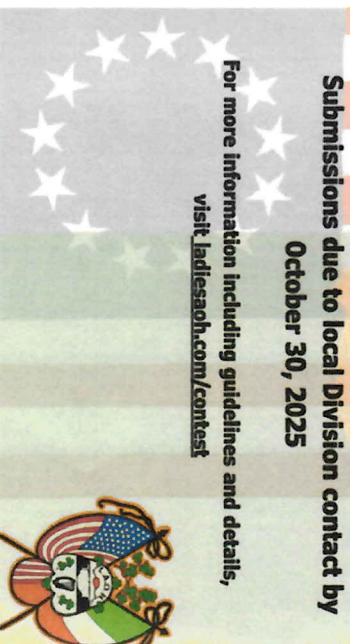 Submissions due to local Division contact by
October 30, 2025
For more information including guidelines and details,
visit ladiesaoh.com/contest